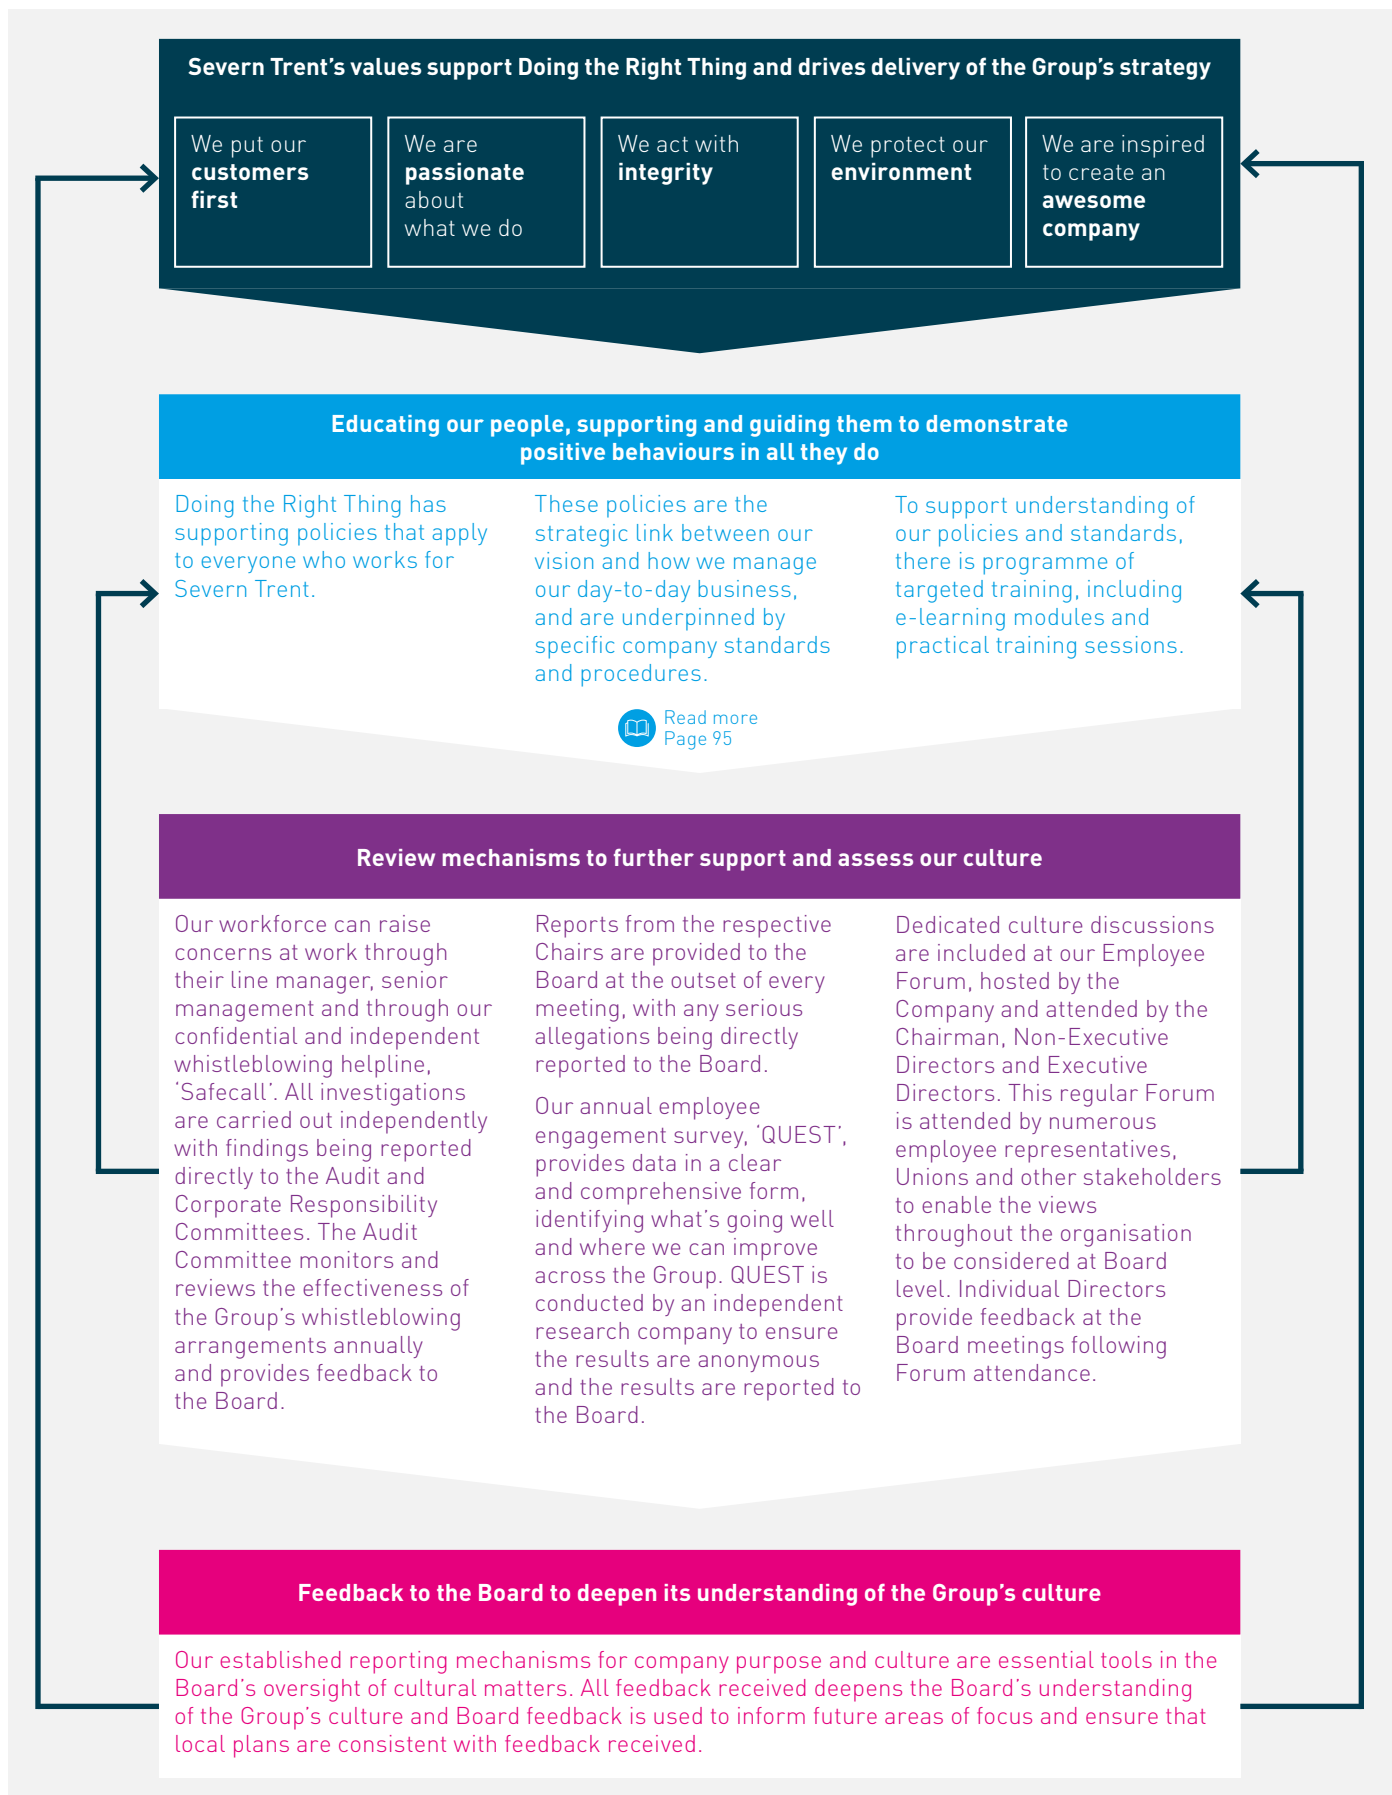 Severn Trent's values support Doing the Right Thing and drives delivery of the Group's strategy
We put our
customers
first
We are
passionate
about
what we do
We act with
integrity
We protect our
environment
We are inspired
to create an
awesome
company
Educating our people, supporting and guiding them to demonstrate
positive behaviours in all they do
Doing the Right Thing has
supporting policies that apply
to everyone who works for
Severn Trent.
These policies are the
strategic link between our
vision and how we manage
our day-to-day business,
and are underpinned by
specific company standards
and procedures.
To support understanding of
our policies and standards,
there is programme of
targeted training, including
e-learning modules and
practical training sessions.
Read more
Page 95
Review mechanisms to further support and assess our culture
Our workforce can raise
concerns at work through
their line manager, senior
management and through our
confidential and independent
whistleblowing helpline,
‘Safecall’. All investigations
are carried out independently
with findings being reported
directly to the Audit and
Corporate Responsibility
Committees. The Audit
Committee monitors and
reviews the effectiveness of
the Group's whistleblowing
arrangements annually
and provides feedback to
the Board.
Reports from the respective
Chairs are provided to the
Board at the outset of every
meeting, with any serious
allegations being directly
reported to the Board.
Our annual employee
engagement survey, ‘QUEST’,
provides data in a clear
and comprehensive form,
identifying what's going well
and where we can improve
across the Group. QUEST is
conducted by an independent
research company to ensure
the results are anonymous
and the results are reported to
the Board.
Dedicated culture discussions
are included at our Employee
Forum, hosted by the
Company and attended by the
Chairman, Non-Executive
Directors and Executive
Directors. This regular Forum
is attended by numerous
employee representatives,
Unions and other stakeholders
to enable the views
throughout the organisation
to be considered at Board
level. Individual Directors
provide feedback at the
Board meetings following
Forum attendance.
Feedback to the Board to deepen its understanding of the Group's culture
Our established reporting mechanisms for company purpose and culture are essential tools in the
Board's oversight of cultural matters. All feedback received deepens the Board's understanding
of the Group's culture and Board feedback is used to inform future areas of focus and ensure that
local plans are consistent with feedback received.